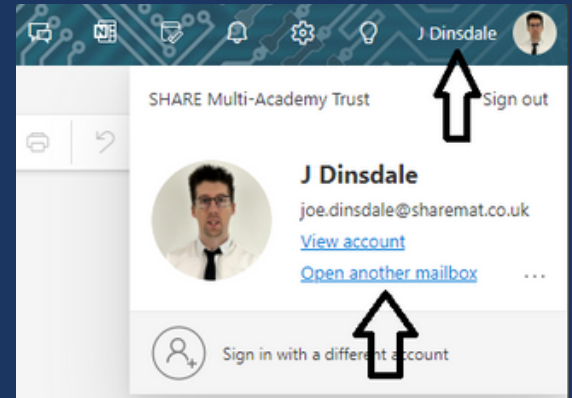 J Dinsdale
SHARE Multi-Academy Trust Sign out
J Dinsdale
joe.dinsdale@sharemat.co.uk
View account
Open another mailbox ...
Sign in with a different account